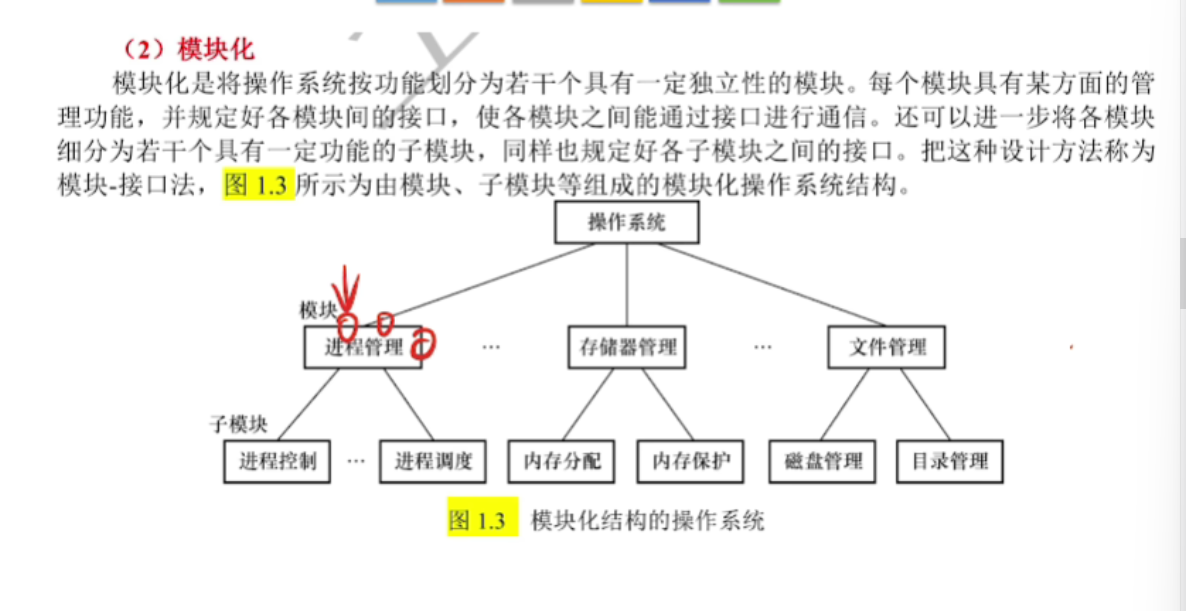 （2）模块化
模块化是将操作系统按功能划分为若干个具有一定独立性的模块。每个模块具有某方面的管
理功能，并规定好各模块间的接口，使各模块之间能通过接口进行通信。还可以进一步将各模块
细分为若干个具有一定功能的子模块，同样也规定好各子模块之间的接口。把这种设计方法称为
模块-接口法，图 1.3 所示为由模块、子模块等组成的模块化操作系统结构。
操作系统
模块
进程管理 … 存储器管理 … 文件管理
子模块
进程控制 … 进程调度 内存分配 内存保护 磁盘管理 目录管理
图 1.3 模块化结构的操作系统